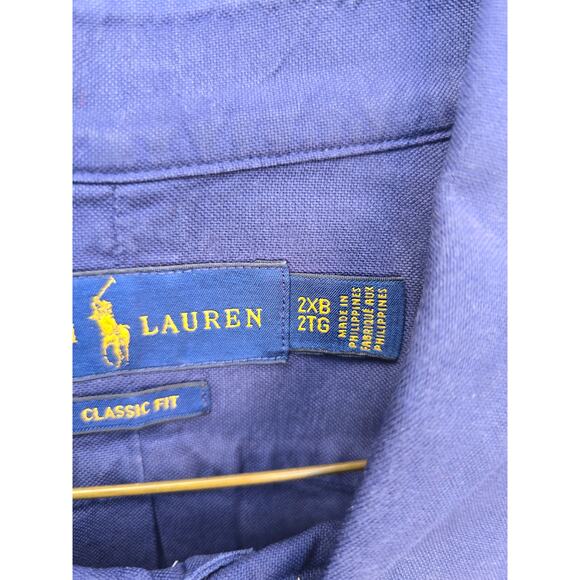 LAUREN
2XB
2TG
MADE IN
PHILIPPINES
FABRIQUÉ AUX
PHILIPPINES
CLASSIC FIT